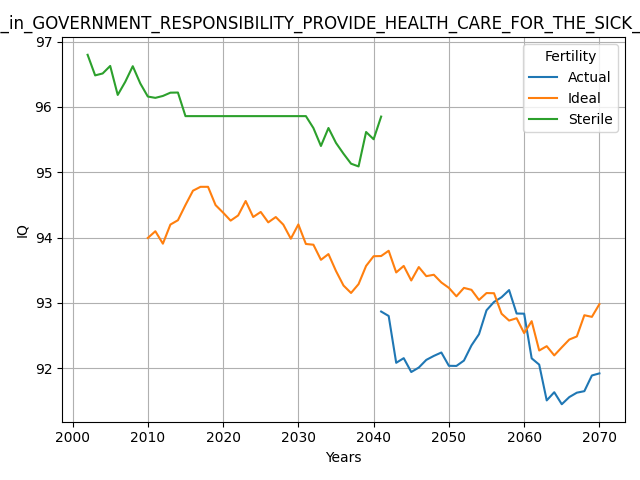 _in_GOVERNMENT_RESPONSIBILITY_PROVIDE_HEALTH_CARE_FOR_THE_SICK_
97
96
95
94
93
92
IQ
Fertility
Actual
Ideal
Sterile
2000 2010 2020 2030 2040 2050 2060 2070
Years